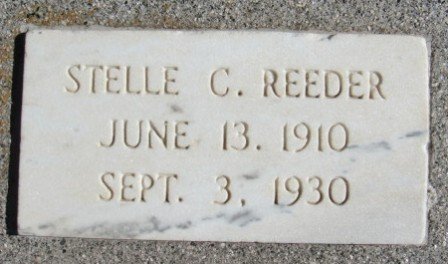 STELLE C. REEDER
JUNE 13. 1910
SEPT. 3, 1930